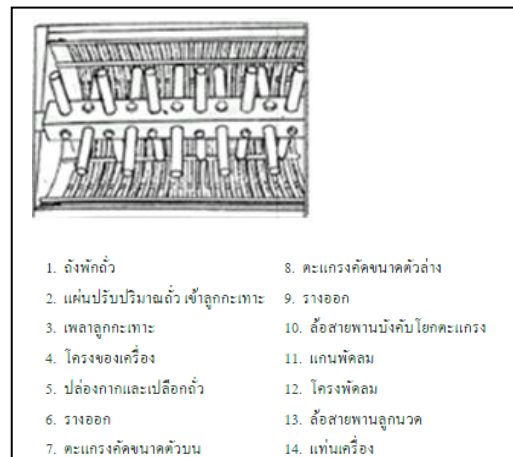 1. ถังพักถั่ว
2. แผ่นปรับปริมาณถั่ว เข้าลูกกะเทาะ
3. เพลาลูกกะเทาะ
4. โครงของเครื่อง
5. ปล่องกากและเปลือกถั่ว
6. รางออก
7. ตะแกรงคัดขนาดตัวบน
8. ตะแกรงคัดขนาดตัวล่าง
9. รางออก
10. ล้อสายพานบังคับโยกตะแกรง
11. แกนพัดลม
12. โครงพัดลม
13. ล้อสายพานลูกนวด
14. แท่นเครื่อง